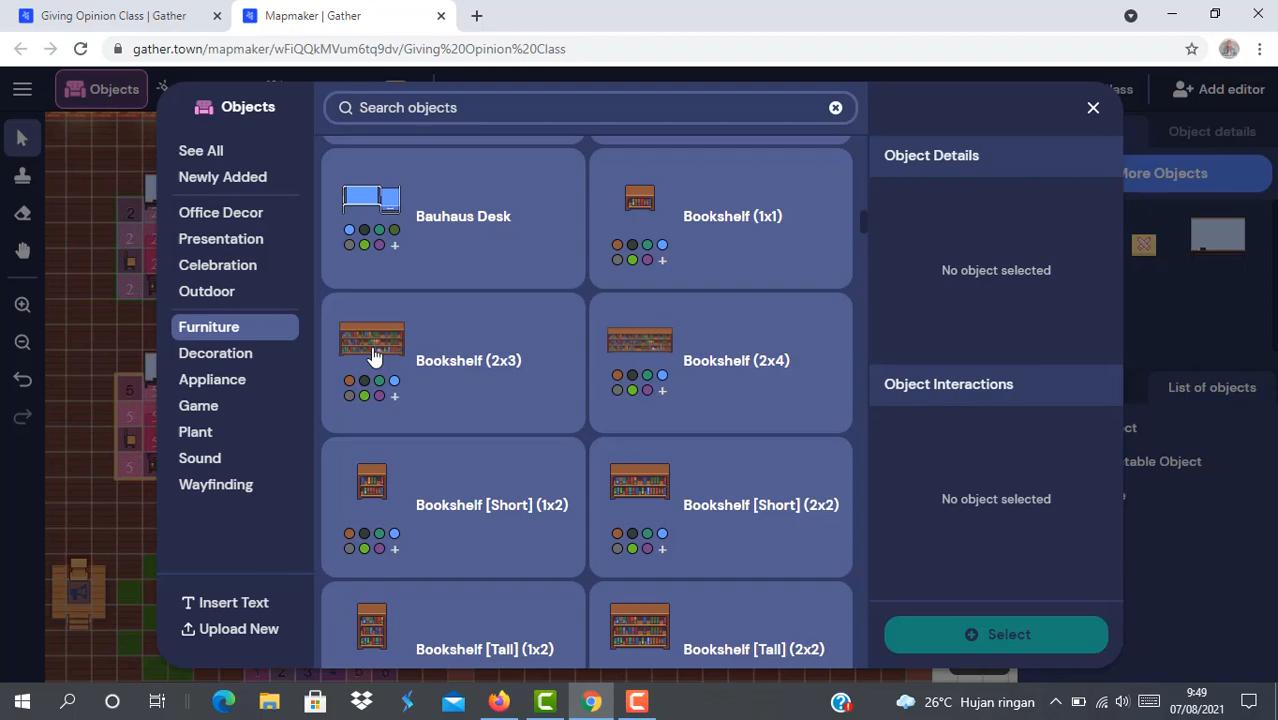 Giving Opinion Class | Gather
Mapmaker | Gather
gather.town/mapmaker/wFiQQkMVum6tq9dv/Giving%20Opinion%20Class
Objects
Add editor
Objects
Search objects
Object details
See All
Newly Added
Office Decor
Presentation
Celebration
Outdoor
Furniture
Decoration
Appliance
Game
Plant
Sound
Wayfinding
Insert Text
Upload New
Bauhaus Desk
Bookshelf (1x1)
Bookshelf (2x3)
Bookshelf (2x4)
Bookshelf [Short] (1x2)
Bookshelf [Short] (2x2)
Bookshelf [Tall] (1x2)
Bookshelf [Tall] (2x2)
Object Details
No object selected
Object Interactions
No object selected
Select
More Objects
List of objects
26°C Hujan ringan
9:49
07/08/2021